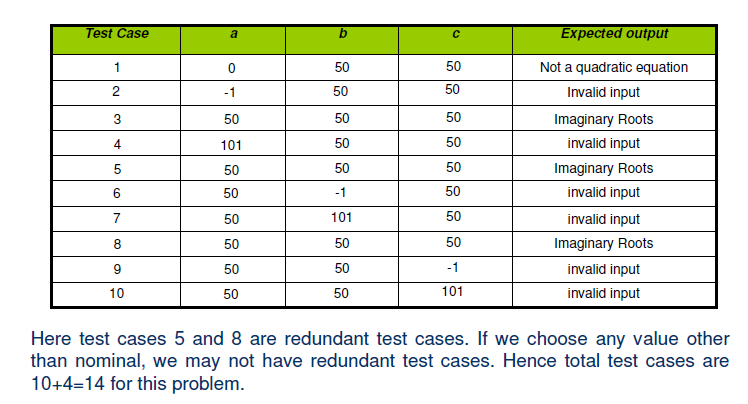 Test Case a b c Expected output
1 0 50 50 Not a quadratic equation
2 -1 50 50 Invalid input
3 50 50 50 Imaginary Roots
4 101 50 50 invalid input
5 50 50 50 Imaginary Roots
6 50 -1 50 invalid input
7 50 101 50 invalid input
8 50 50 50 Imaginary Roots
9 50 50 -1 invalid input
10 50 50 101 invalid input
Here test cases 5 and 8 are redundant test cases. If we choose any value other
than nominal, we may not have redundant test cases. Hence total test cases are
10+4=14 for this problem.